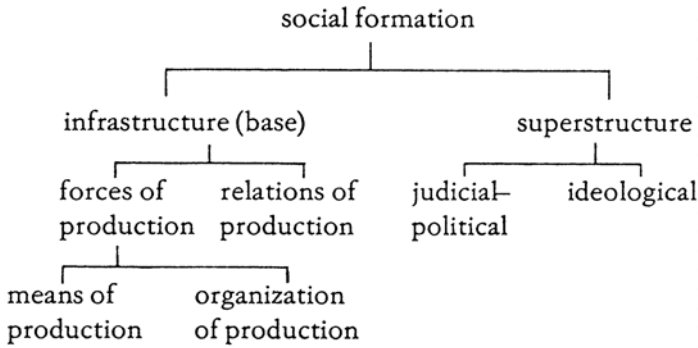 social formation
infrastructure (base) superstructure
forces of relations of judicial– ideological
production production political
means of organization
production of production